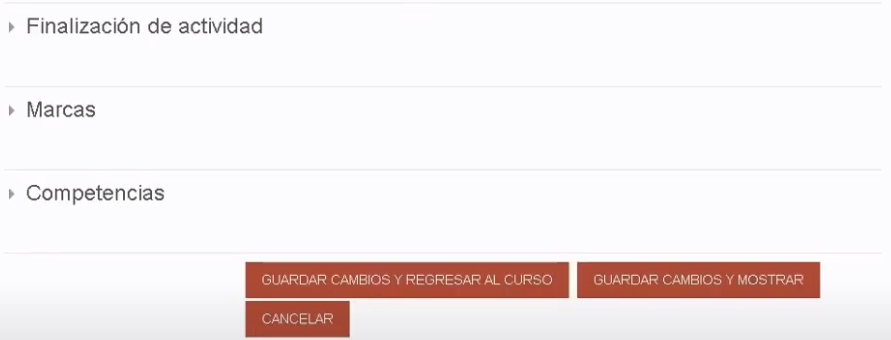 Finalización de actividad
Marcas
Competencias
GUARDAR CAMBIOS Y REGRESAR AL CURSO GUARDAR CAMBIOS Y MOSTRAR
CANCELAR